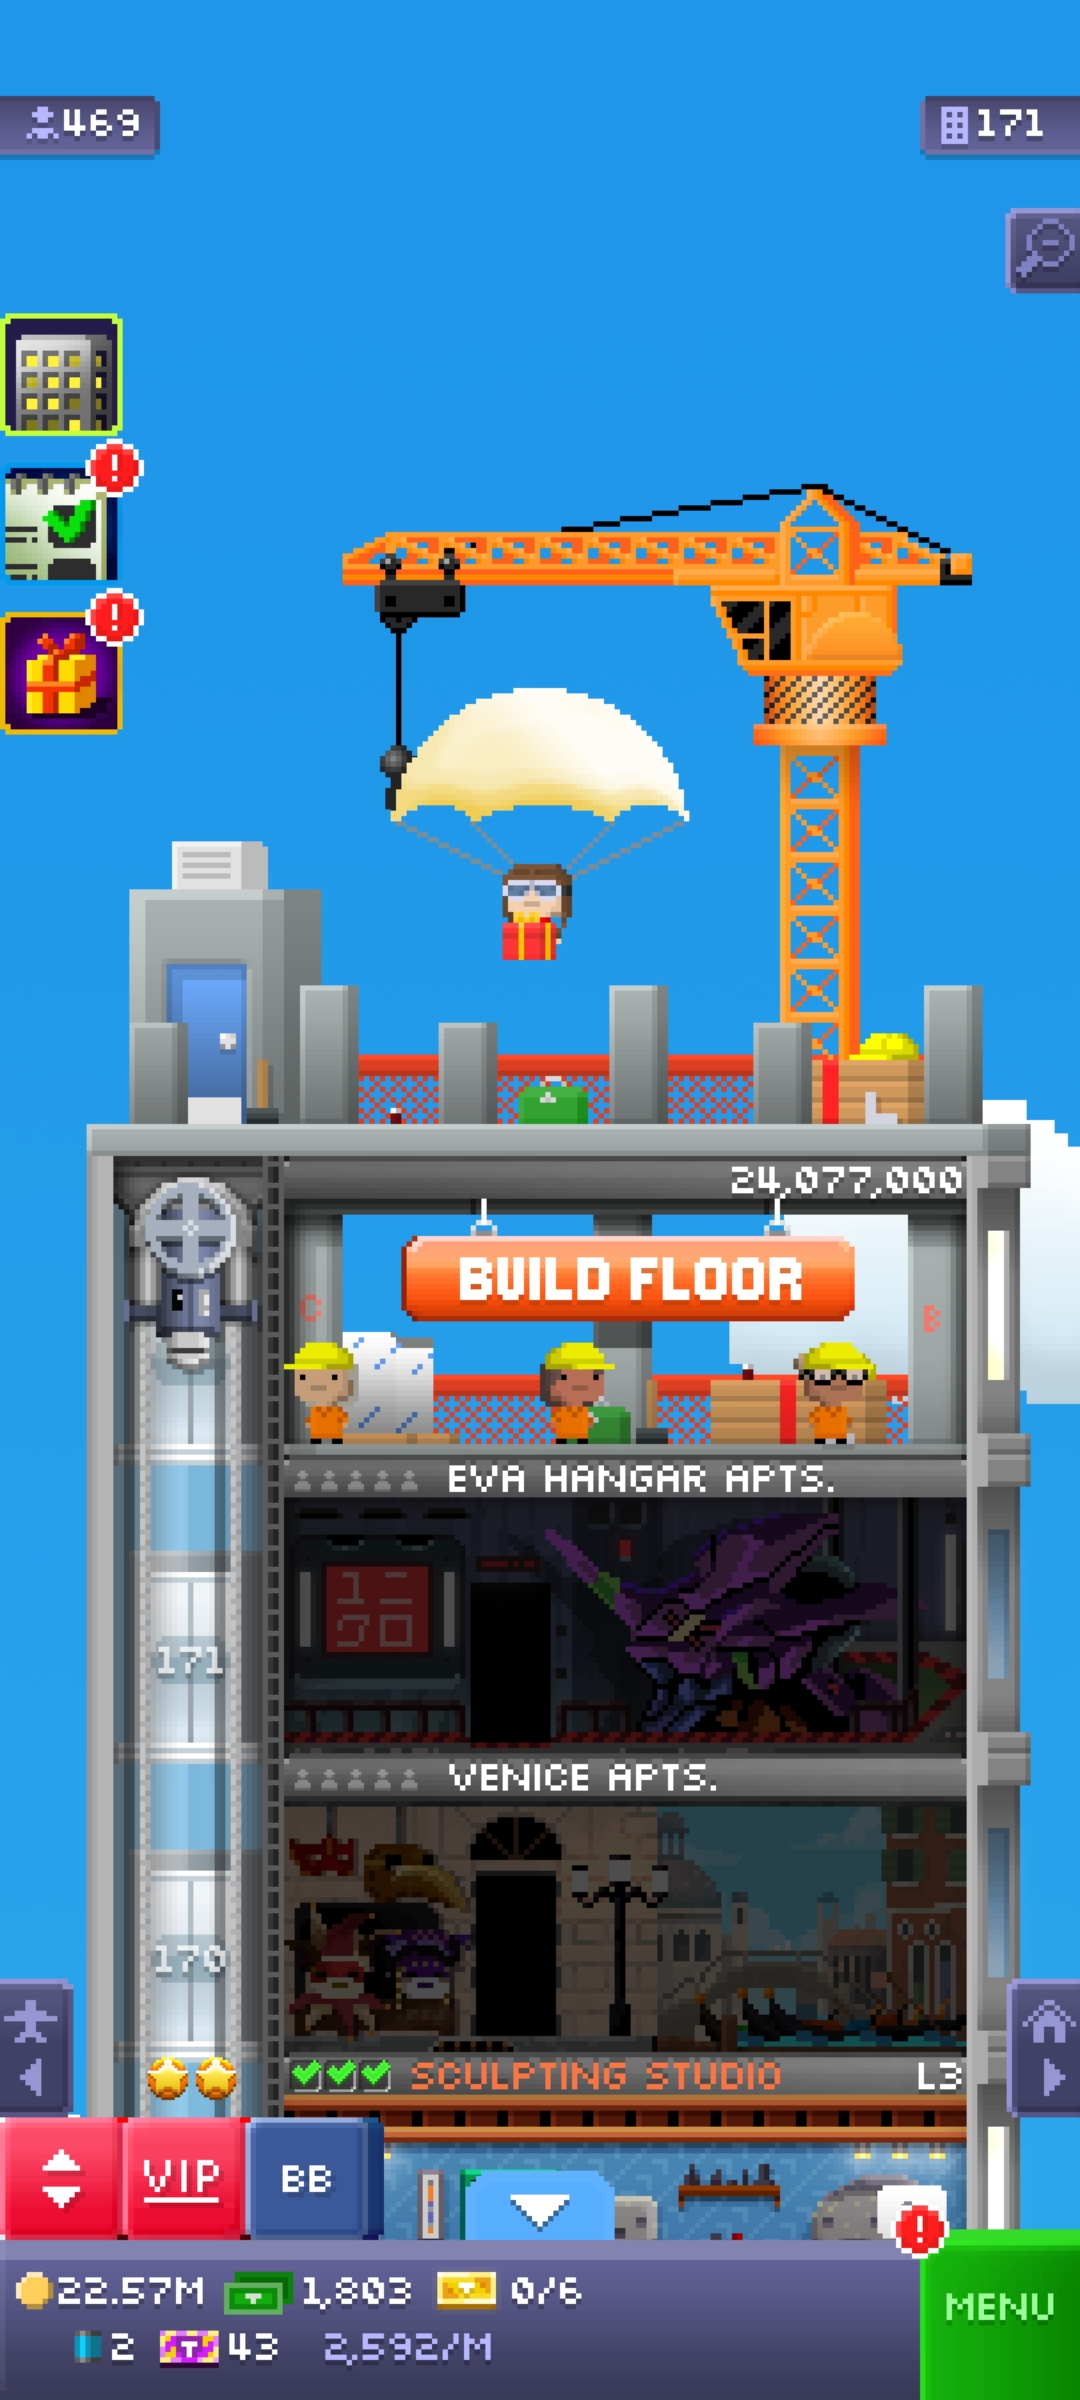 469
171
24,077,000
BUILD FLOOR
C
B
EVA HANGAR APTS.
171
VENICE APTS.
170
SCULPTING STUDIO L3
VIP
BB
22.57M 1,803 0/6
MENU
2 T 43 2,592/M